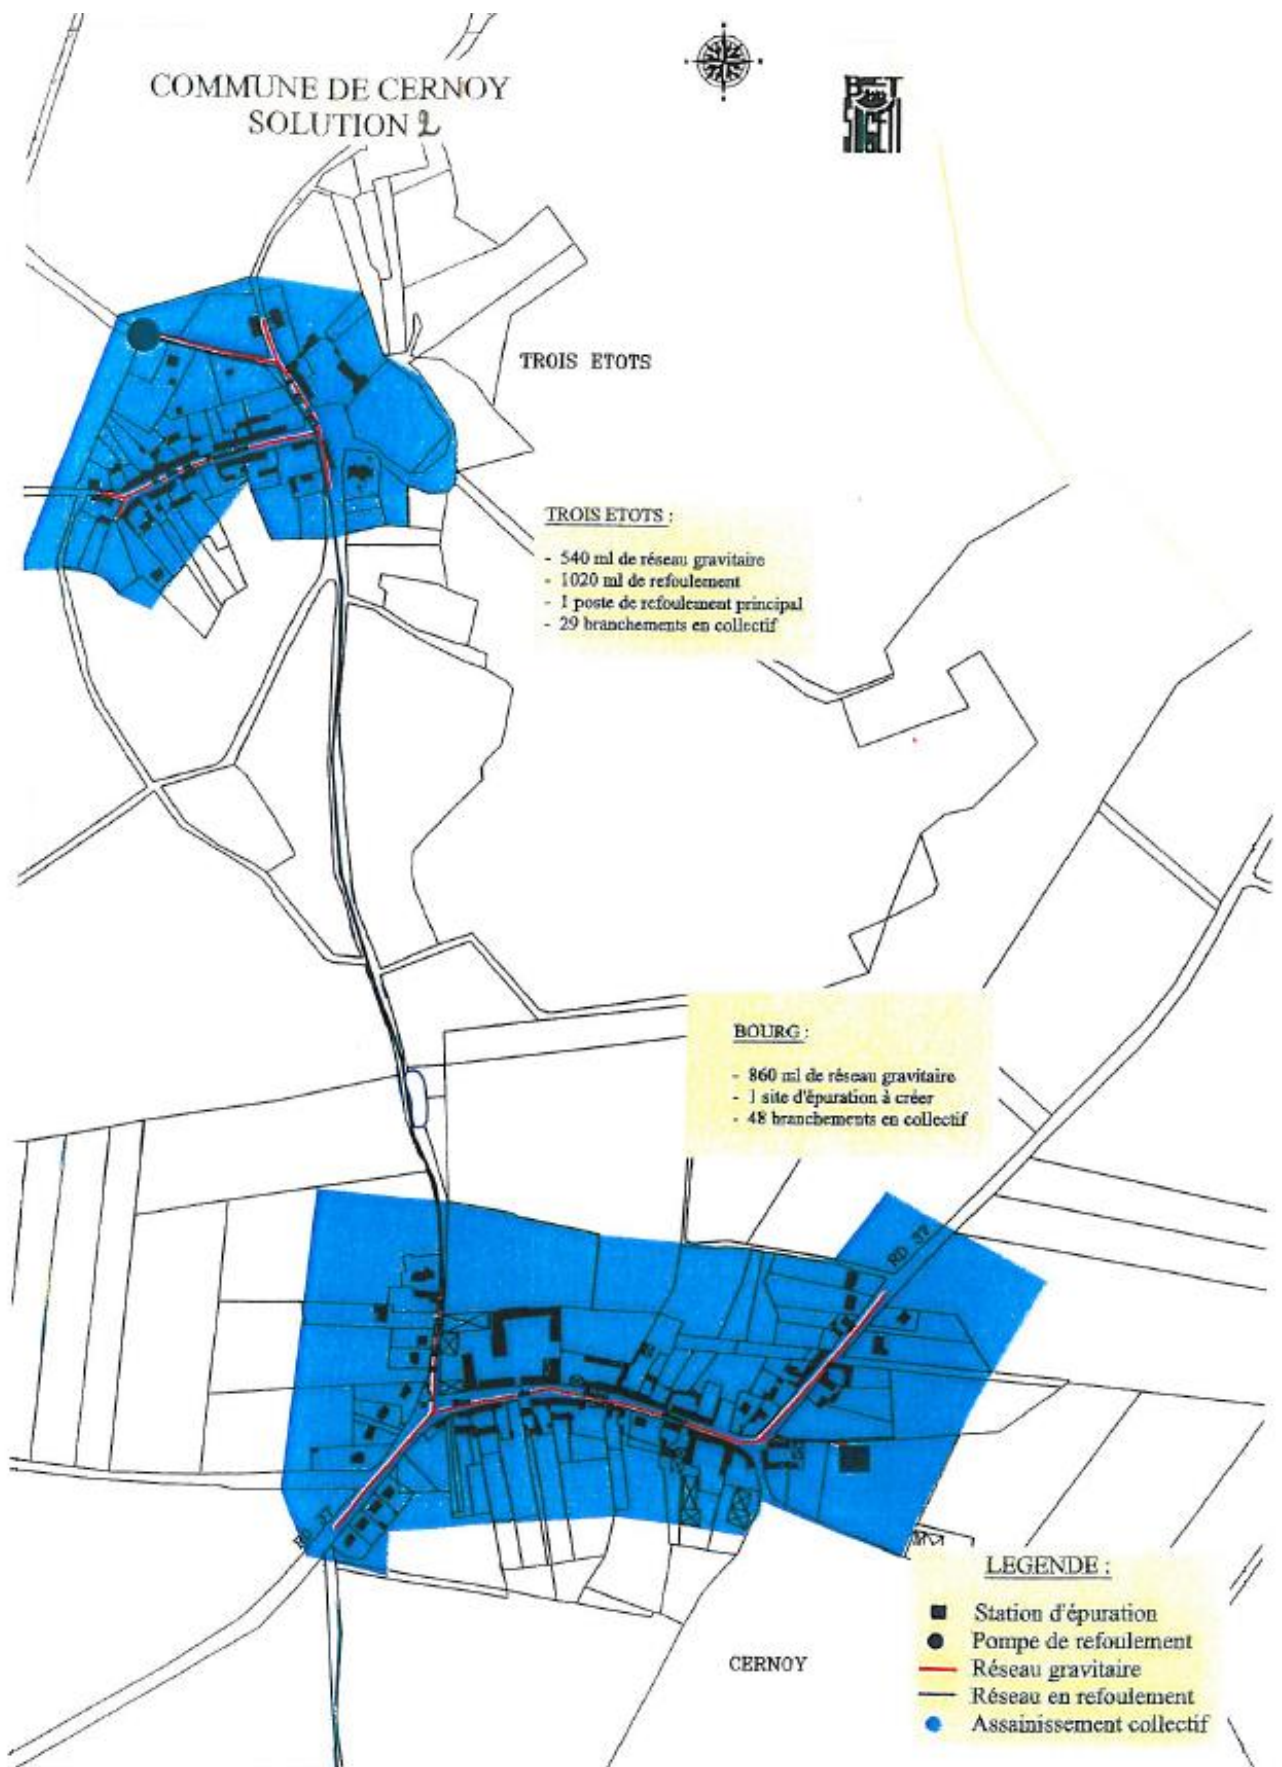 COMMUNE DE CERNOY
SOLUTION 2
TROIS ETOTS
TROIS ETOTS :
- 540 ml de réseau gravitaire
- 1020 ml de refoulement
- 1 poste de refoulement principal
- 29 branchements en collectif
BOURG :
- 860 ml de réseau gravitaire
- 1 site d'épuration à créer
- 48 branchements en collectif
RD 37
RD 37
CERNOY
LEGENDE :
Station d'épuration
Pompe de refoulement
Réseau gravitaire
Réseau en refoulement
Assainissement collectif